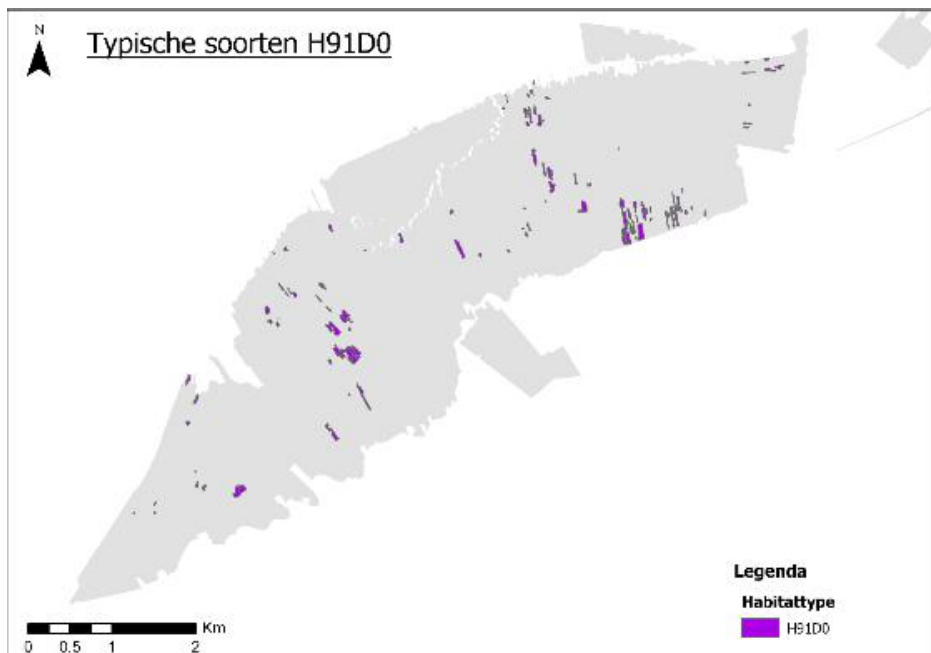 N
Typische soorten H91D0
Legenda
Habitattype
H91D0
Km
0 0.5 1 2